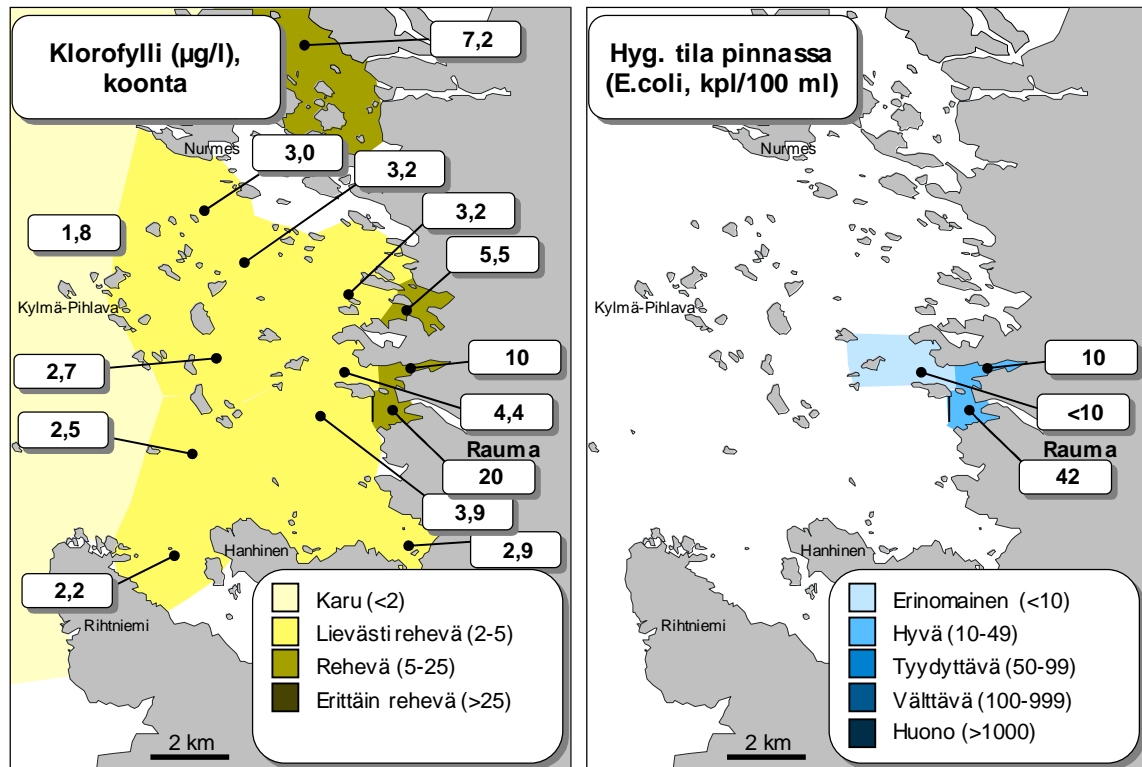 Klorofylli (µg/l),
koonta
7,2
Nurmes
3,0
3,2
3,2
1,8
5,5
Kylmä-Pihlava
2,7
10
4,4
2,5
Rauma
20
3,9
Hanhinen
2,9
2,2
Rihtniemi
Karu (<2)
Lievästi rehevä (2-5)
Rehevä (5-25)
Erittäin rehevä (>25)
2 km
Hyg. tila pinnassa
(E.coli, kpl/100 ml)
Nurmes
Kylmä-Pihlava
10
<10
Rauma
42
Hanhinen
Rihtniemi
Erinomainen (<10)
Hyvä (10-49)
Tyydyttävä (50-99)
Välttävä (100-999)
Huono (>1000)
2 km